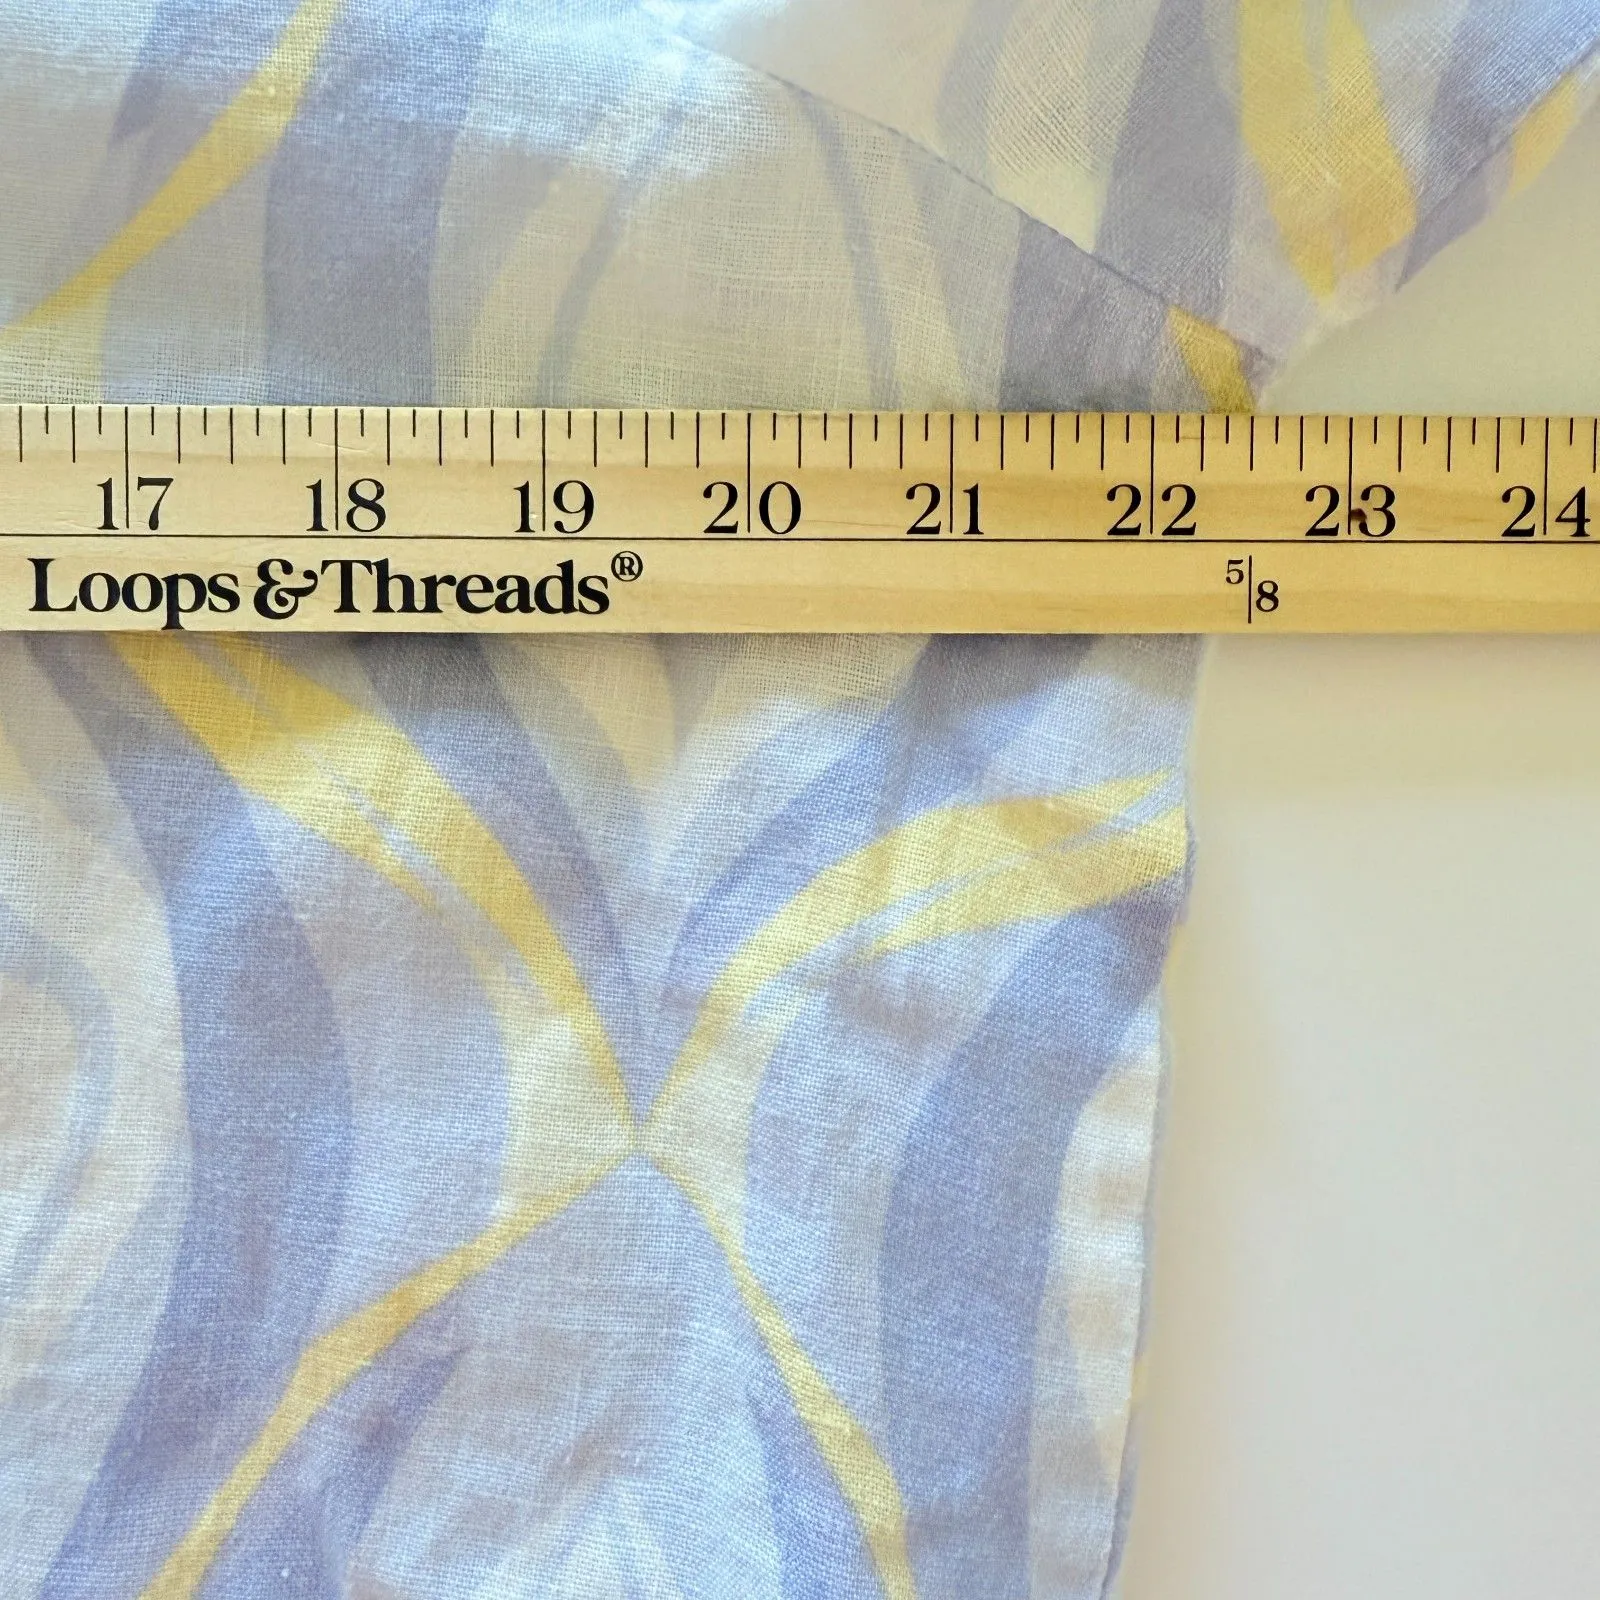 17 18 19 20 21 22 23 24
Loops & Threads® 5/8